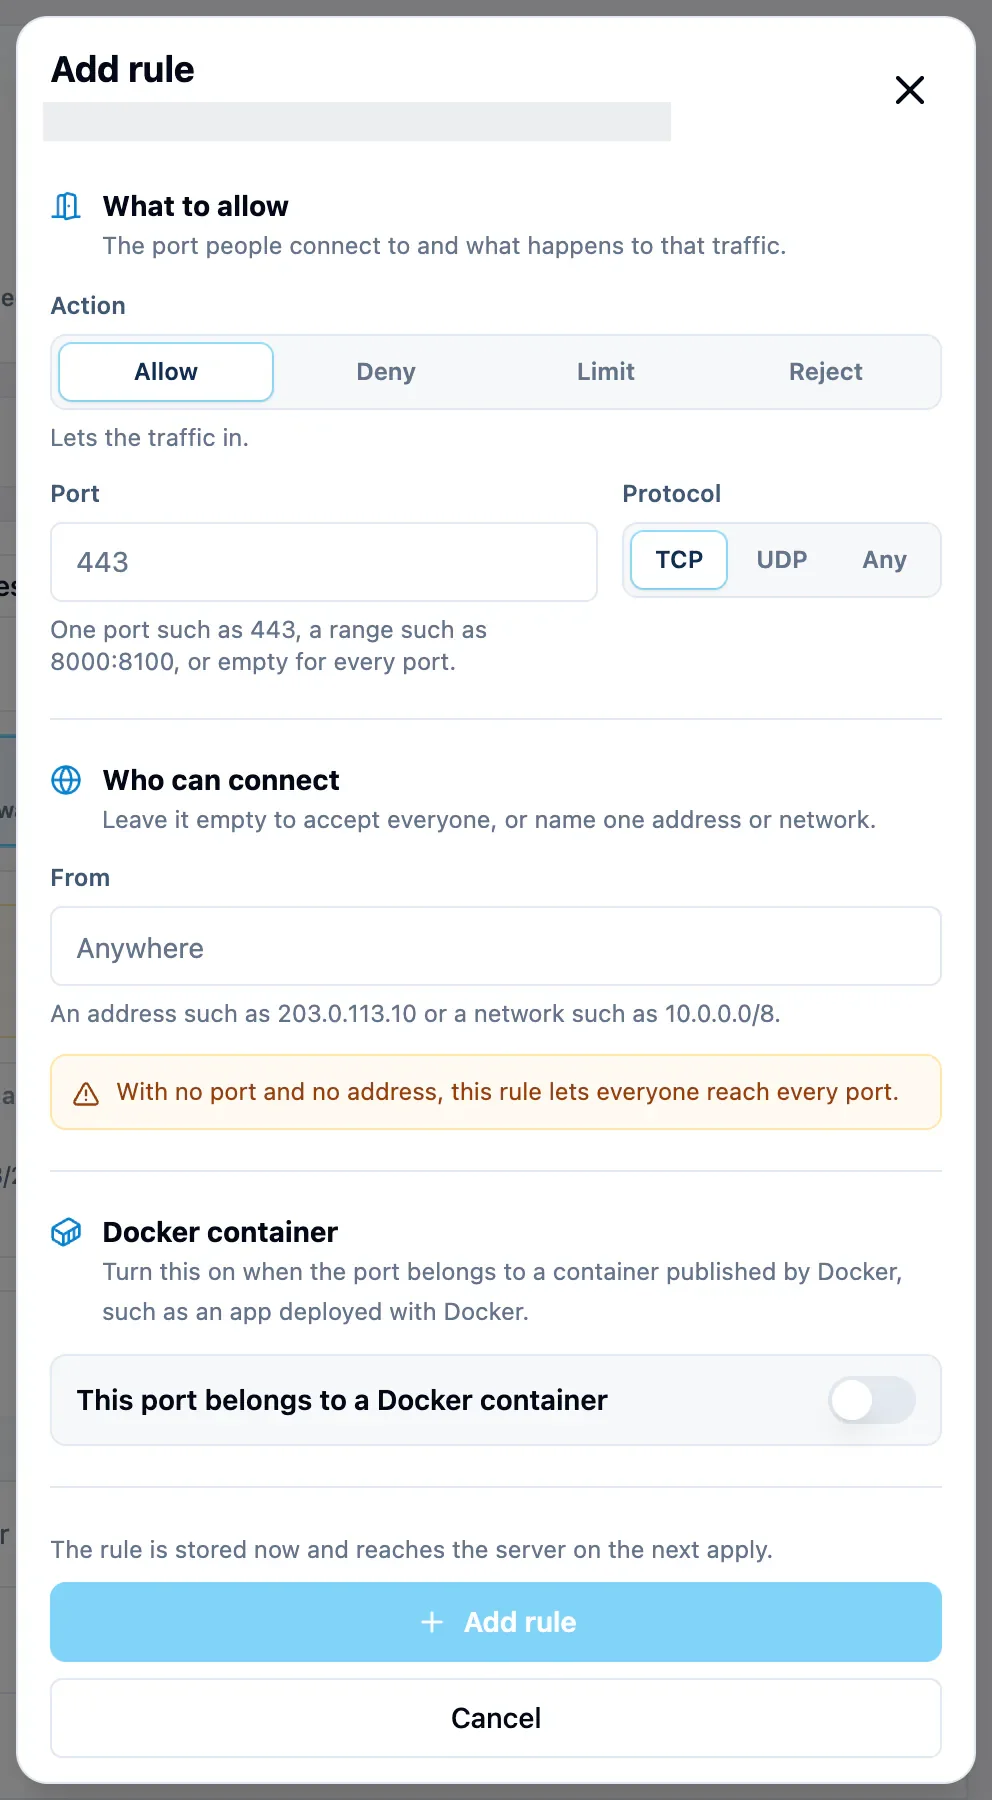 Add rule
What to allow
The port people connect to and what happens to that traffic.
Action
Allow Deny Limit Reject
Lets the traffic in.
Port Protocol
443 TCP UDP Any
One port such as 443, a range such as
8000:8100, or empty for every port.
Who can connect
Leave it empty to accept everyone, or name one address or network.
From
Anywhere
An address such as 203.0.113.10 or a network such as 10.0.0.0/8.
With no port and no address, this rule lets everyone reach every port.
Docker container
Turn this on when the port belongs to a container published by Docker,
such as an app deployed with Docker.
This port belongs to a Docker container
The rule is stored now and reaches the server on the next apply.
+ Add rule
Cancel